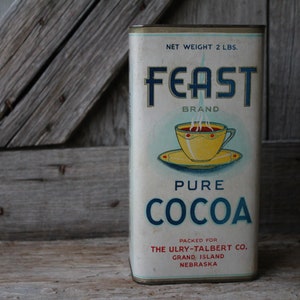 NET WEIGHT 2 LBS.
FEAST
BRAND
PURE
COCOA
PACKED FOR
THE ULRY-TALBERT CO.
GRAND ISLAND
NEBRASKA